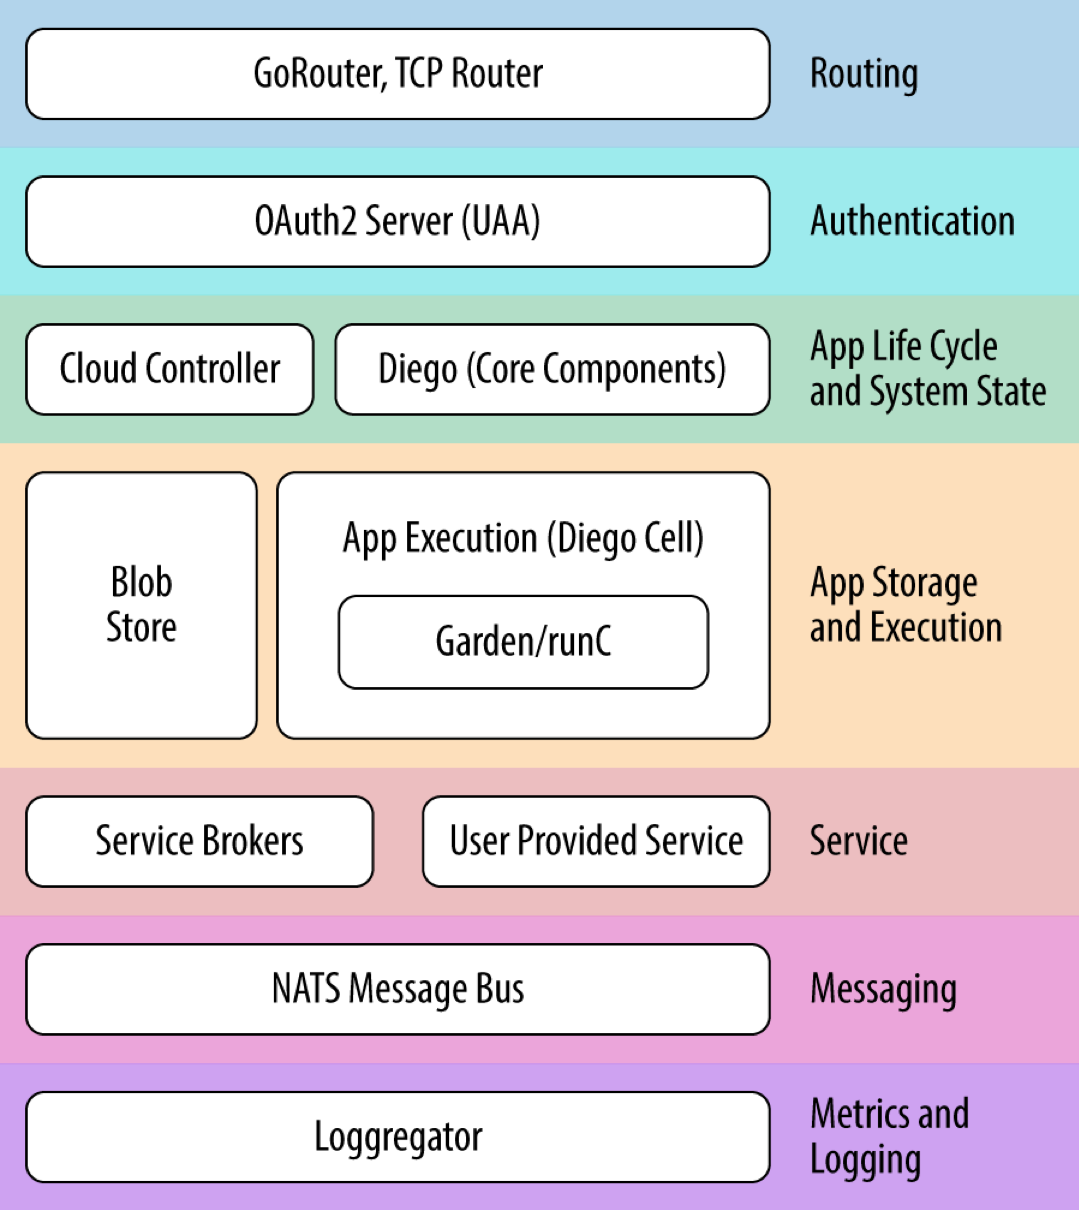 GoRouter, TCP Router
Routing
OAuth2 Server (UAA)
Authentication
Cloud Controller
Diego (Core Components)
App Life Cycle
and System State
Blob
Store
App Execution (Diego Cell)
Garden/runC
App Storage
and Execution
Service Brokers
User Provided Service
Service
NATS Message Bus
Messaging
Loggregator
Metrics and
Logging